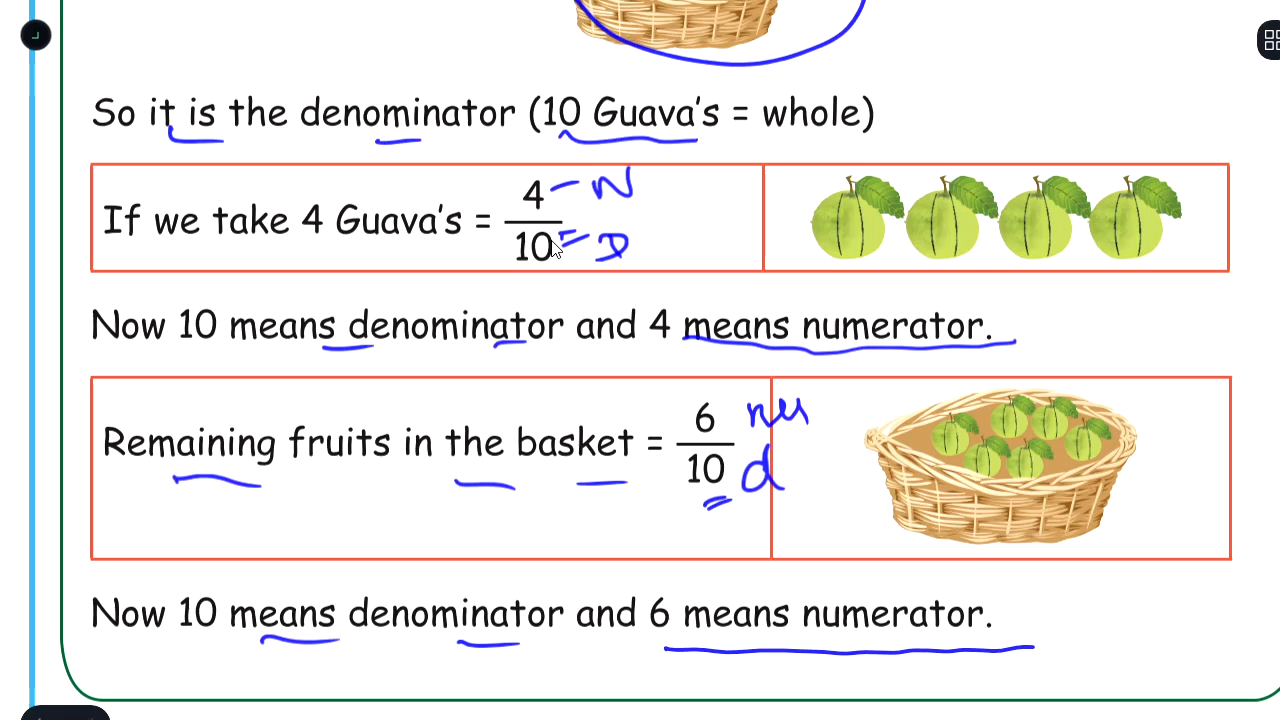 So it is the denominator (10 Guava's = whole)
If we take 4 Guava's = 4/10
N
D
Now 10 means denominator and 4 means numerator.
Remaining fruits in the basket = 6/10
nu
d
Now 10 means denominator and 6 means numerator.